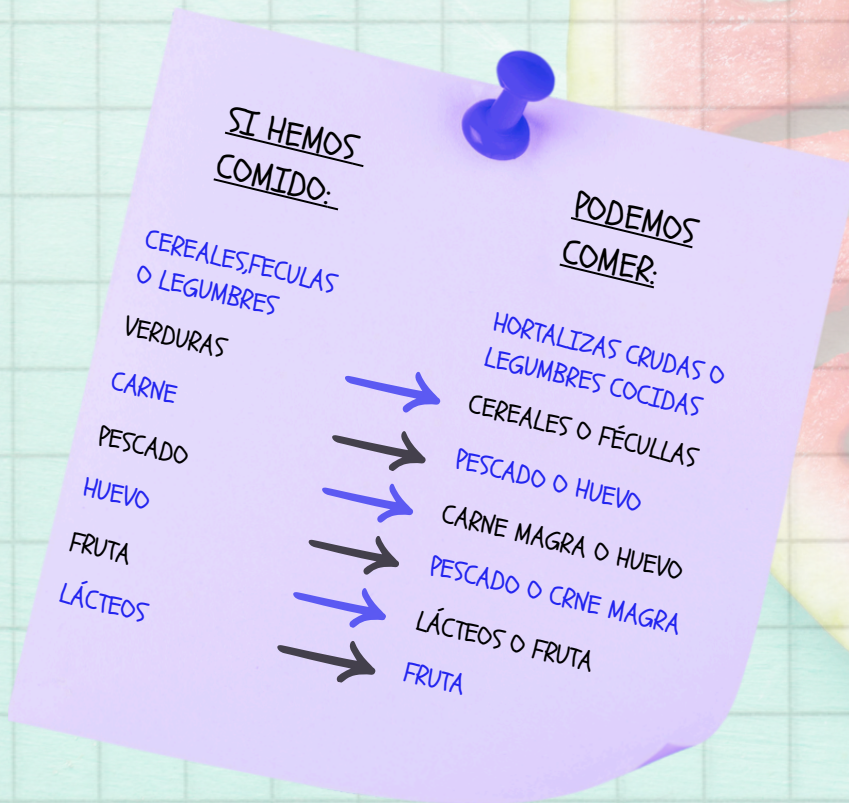 SI HEMOS
COMIDO:
CEREALES,FECULAS
O LEGUMBRES
VERDURAS
CARNE
PESCADO
HUEVO
FRUTA
LÁCTEOS
PODEMOS
COMER:
HORTALIZAS CRUDAS O
LEGUMBRES COCIDAS
CEREALES O FÉCULLAS
PESCADO O HUEVO
CARNE MAGRA O HUEVO
PESCADO O CRNE MAGRA
LÁCTEOS O FRUTA
FRUTA